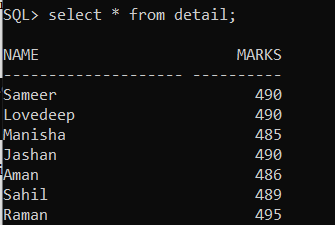 SQL> select * from detail;
NAME MARKS
-------------------- ----------
Sameer 490
Lovedeep 490
Manisha 485
Jashan 490
Aman 486
Sahil 489
Raman 495